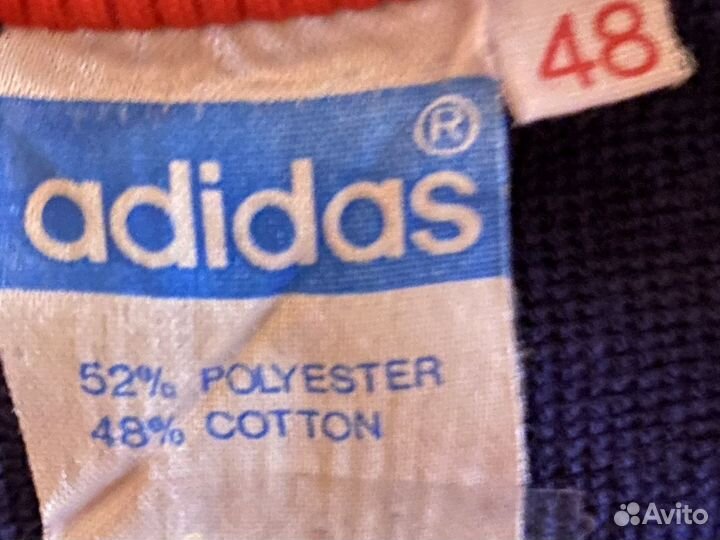 48
®
adidas
52% POLYESTER
48% COTTON
Avito